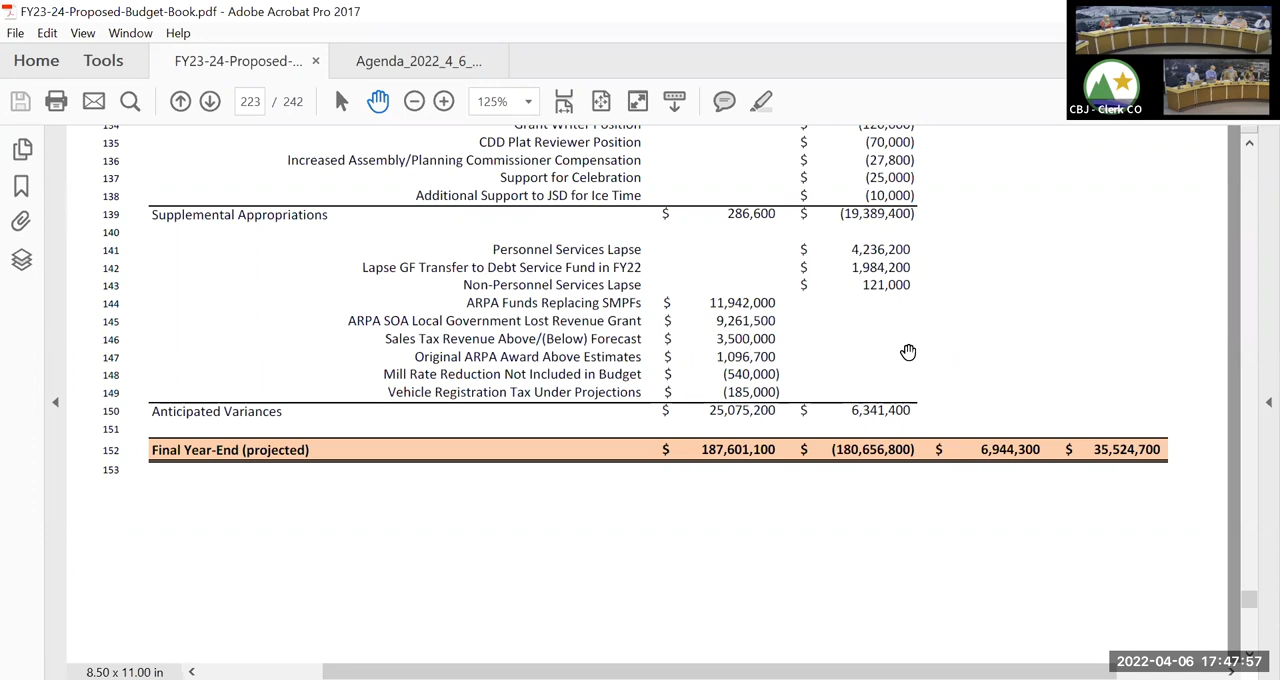 FY23-24-Proposed-Budget-Book.pdf - Adobe Acrobat Pro 2017
File Edit View Window Help
Home Tools FY23-24-Proposed-... × Agenda_2022_4_6_...
223 / 242 125%
CBJ - Clerk CO
134 Grant Writer Position $ (120,000)
135 CDD Plat Reviewer Position $ (70,000)
136 Increased Assembly/Planning Commissioner Compensation $ (27,800)
137 Support for Celebration $ (25,000)
138 Additional Support to JSD for Ice Time $ (10,000)
139 Supplemental Appropriations $ 286,600 $ (19,389,400)
140
141 Personnel Services Lapse $ 4,236,200
142 Lapse GF Transfer to Debt Service Fund in FY22 $ 1,984,200
143 Non-Personnel Services Lapse $ 121,000
144 ARPA Funds Replacing SMPFs $ 11,942,000
145 ARPA SOA Local Government Lost Revenue Grant $ 9,261,500
146 Sales Tax Revenue Above/(Below) Forecast $ 3,500,000
147 Original ARPA Award Above Estimates $ 1,096,700
148 Mill Rate Reduction Not Included in Budget $ (540,000)
149 Vehicle Registration Tax Under Projections $ (185,000)
150 Anticipated Variances $ 25,075,200 $ 6,341,400
151
152 Final Year-End (projected) $ 187,601,100 $ (180,656,800) $ 6,944,300 $ 35,524,700
153
8.50 x 11.00 in
2022-04-06 17:47:57